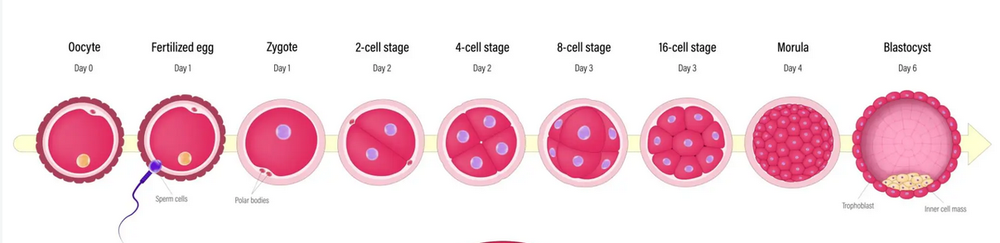 Oocyte
Day 0
Fertilized egg
Day 1
Zygote
Day 1
2-cell stage
Day 2
4-cell stage
Day 2
8-cell stage
Day 3
16-cell stage
Day 3
Morula
Day 4
Blastocyst
Day 6
Sperm cells
Polar bodies
Trophoblast
Inner cell mass